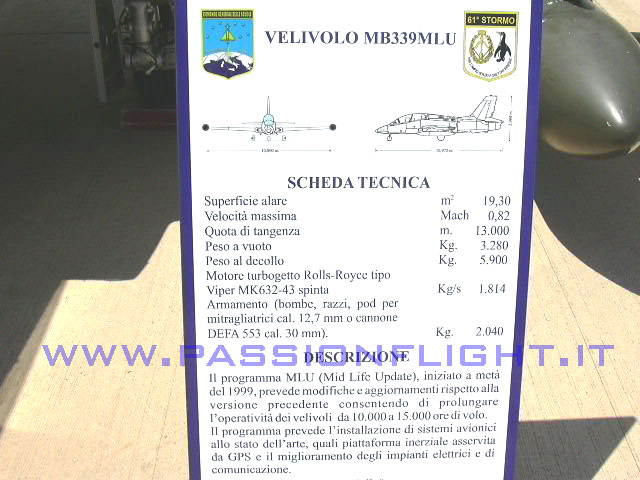 COMANDO GENERALE DELLE SCUOLE
61° STORMO
VELIVOLO MB339MLU
SCHEDA TECNICA
Superficie alare m² 19,30
Velocità massima Mach 0,82
Quota di tangenza m. 13.000
Peso a vuoto Kg. 3.280
Peso al decollo Kg. 5.900
Motore turbogetto Rolls-Royce tipo
Viper MK632-43 spinta Kg/s 1.814
Armamento (bombe, razzi, pod per
mitragliatrici cal. 12,7 mm o cannone
DEFA 553 cal. 30 mm). Kg. 2.040
WWW.PASSIONFLIGHT.IT
DESCRIZIONE
Il programma MLU (Mid Life Update), iniziato a metà
del 1999, prevede modifiche e aggiornamenti rispetto alla
versione precedente consentendo di prolungare
l'operatività dei velivoli da 10.000 a 15.000 ore di volo.
Il programma prevede l'installazione di sistemi avionici
allo stato dell'arte, quali piattaforma inerziale asservita
da GPS e il miglioramento degli impianti elettrici e di
comunicazione.